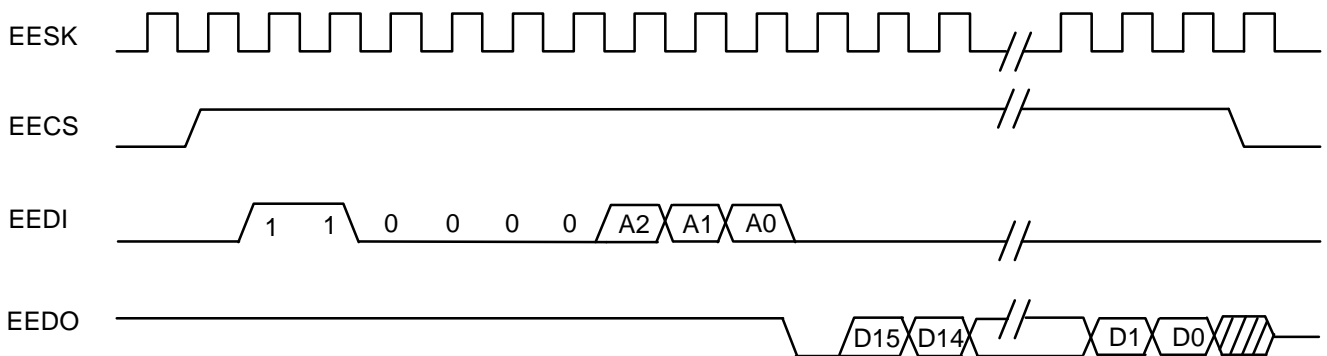 EESK
EECS
EEDI 1 1 0 0 0 0 A2 A1 A0
EEDO D15 D14 D1 D0